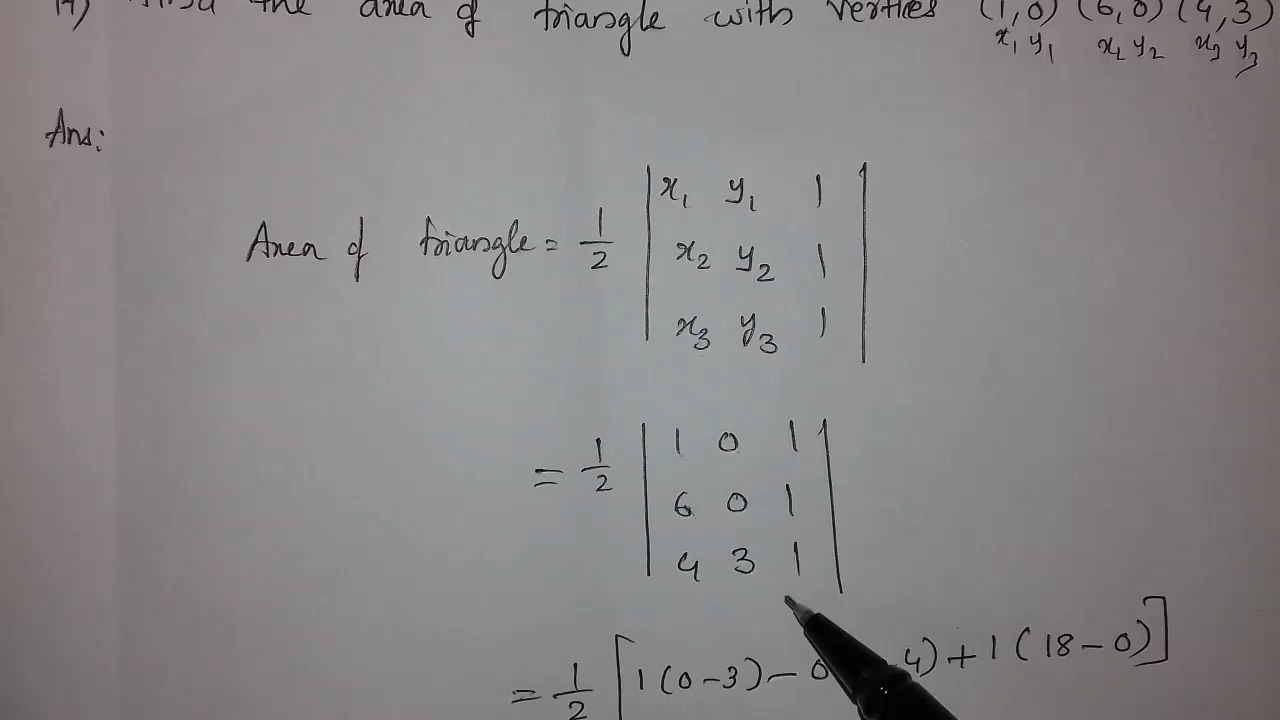 the area of triangle with verties (1,0) (6,0) (4,3)
x₁ y₁ x₂ y₂ x₃ y₃
Ans:
Area of triangle = 1/2 | x₁ y₁ 1 |
| x₂ y₂ 1 |
| x₃ y₃ 1 |
= 1/2 | 1 0 1 |
| 6 0 1 |
| 4 3 1 |
= 1/2 [1(0-3)-0 4)+1(18-0)]